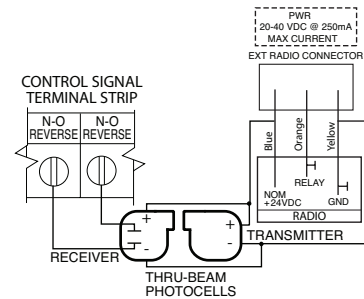 PWR
20-40 VDC @ 250mA
MAX CURRENT
EXT RADIO CONNECTOR
CONTROL SIGNAL
TERMINAL STRIP
N-O
REVERSE
N-O
REVERSE
Blue
Orange
Yellow
RELAY
NOM
+24VDC
GND
RADIO
+
-
+
-
RECEIVER
TRANSMITTER
THRU-BEAM
PHOTOCELLS